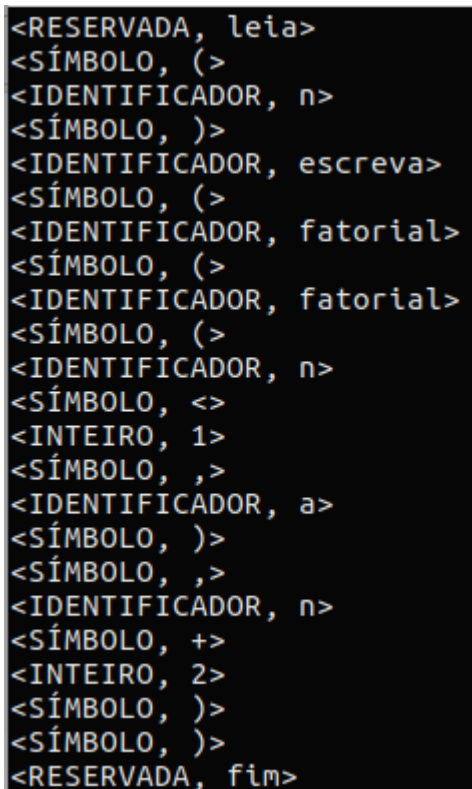 <RESERVADA, leia>
<SÍMBOLO, (>
<IDENTIFICADOR, n>
<SÍMBOLO, )>
<IDENTIFICADOR, escreva>
<SÍMBOLO, (>
<IDENTIFICADOR, fatorial>
<SÍMBOLO, (>
<IDENTIFICADOR, fatorial>
<SÍMBOLO, (>
<IDENTIFICADOR, n>
<SÍMBOLO, <>
<INTEIRO, 1>
<SÍMBOLO, ,>
<IDENTIFICADOR, a>
<SÍMBOLO, )>
<SÍMBOLO, ,>
<IDENTIFICADOR, n>
<SÍMBOLO, +>
<INTEIRO, 2>
<SÍMBOLO, )>
<SÍMBOLO, )>
<RESERVADA, fim>